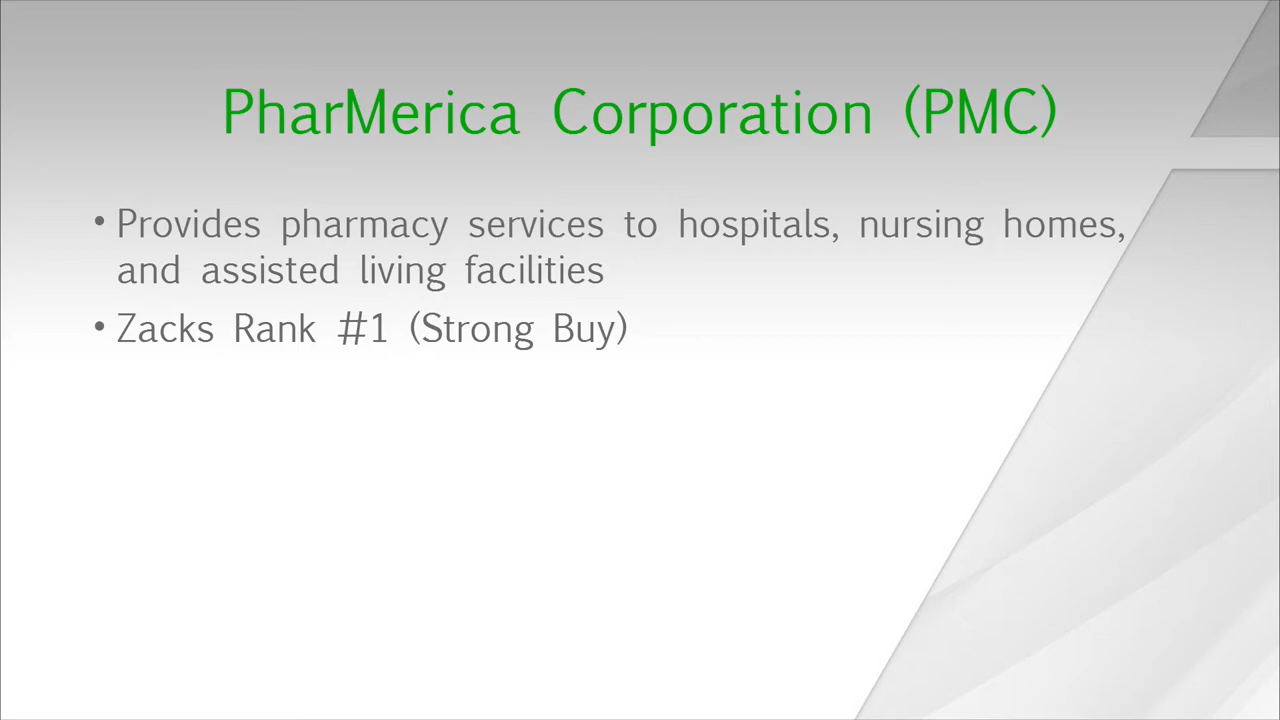 PharMerica Corporation (PMC)
• Provides pharmacy services to hospitals, nursing homes,
and assisted living facilities
• Zacks Rank #1 (Strong Buy)